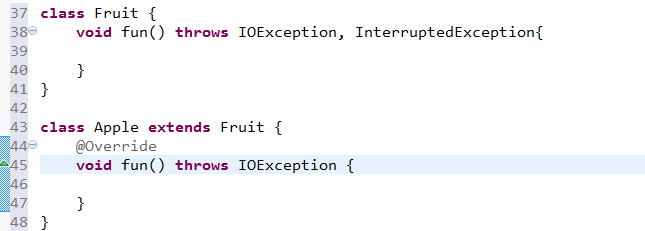 37 class Fruit {
38 void fun() throws IOException, InterruptedException{
39
40 }
41 }
42
43 class Apple extends Fruit {
44 @Override
45 void fun() throws IOException {
46
47 }
48 }